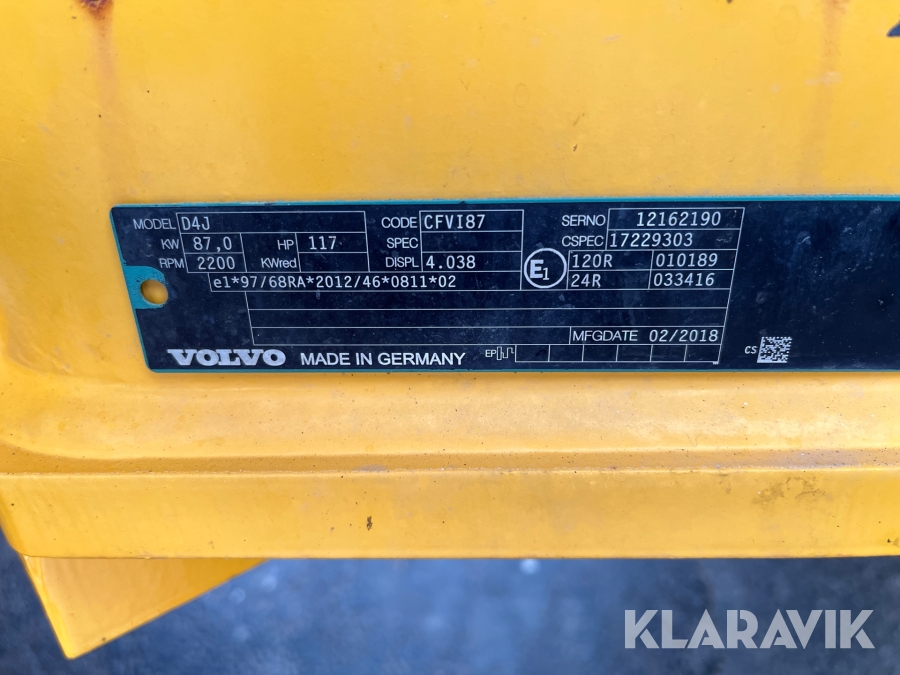 MODEL D4J CODE CFVI87 SERNO 12162190
KW 87,0 HP 117 SPEC CSPEC 17229303
RPM 2200 KWred DISPL 4.038 E1 120R 010189
e1*97/68RA*2012/46*0811*02 24R 033416
MFGDATE 02/2018
VOLVO MADE IN GERMANY EP CS
KLARAVIK